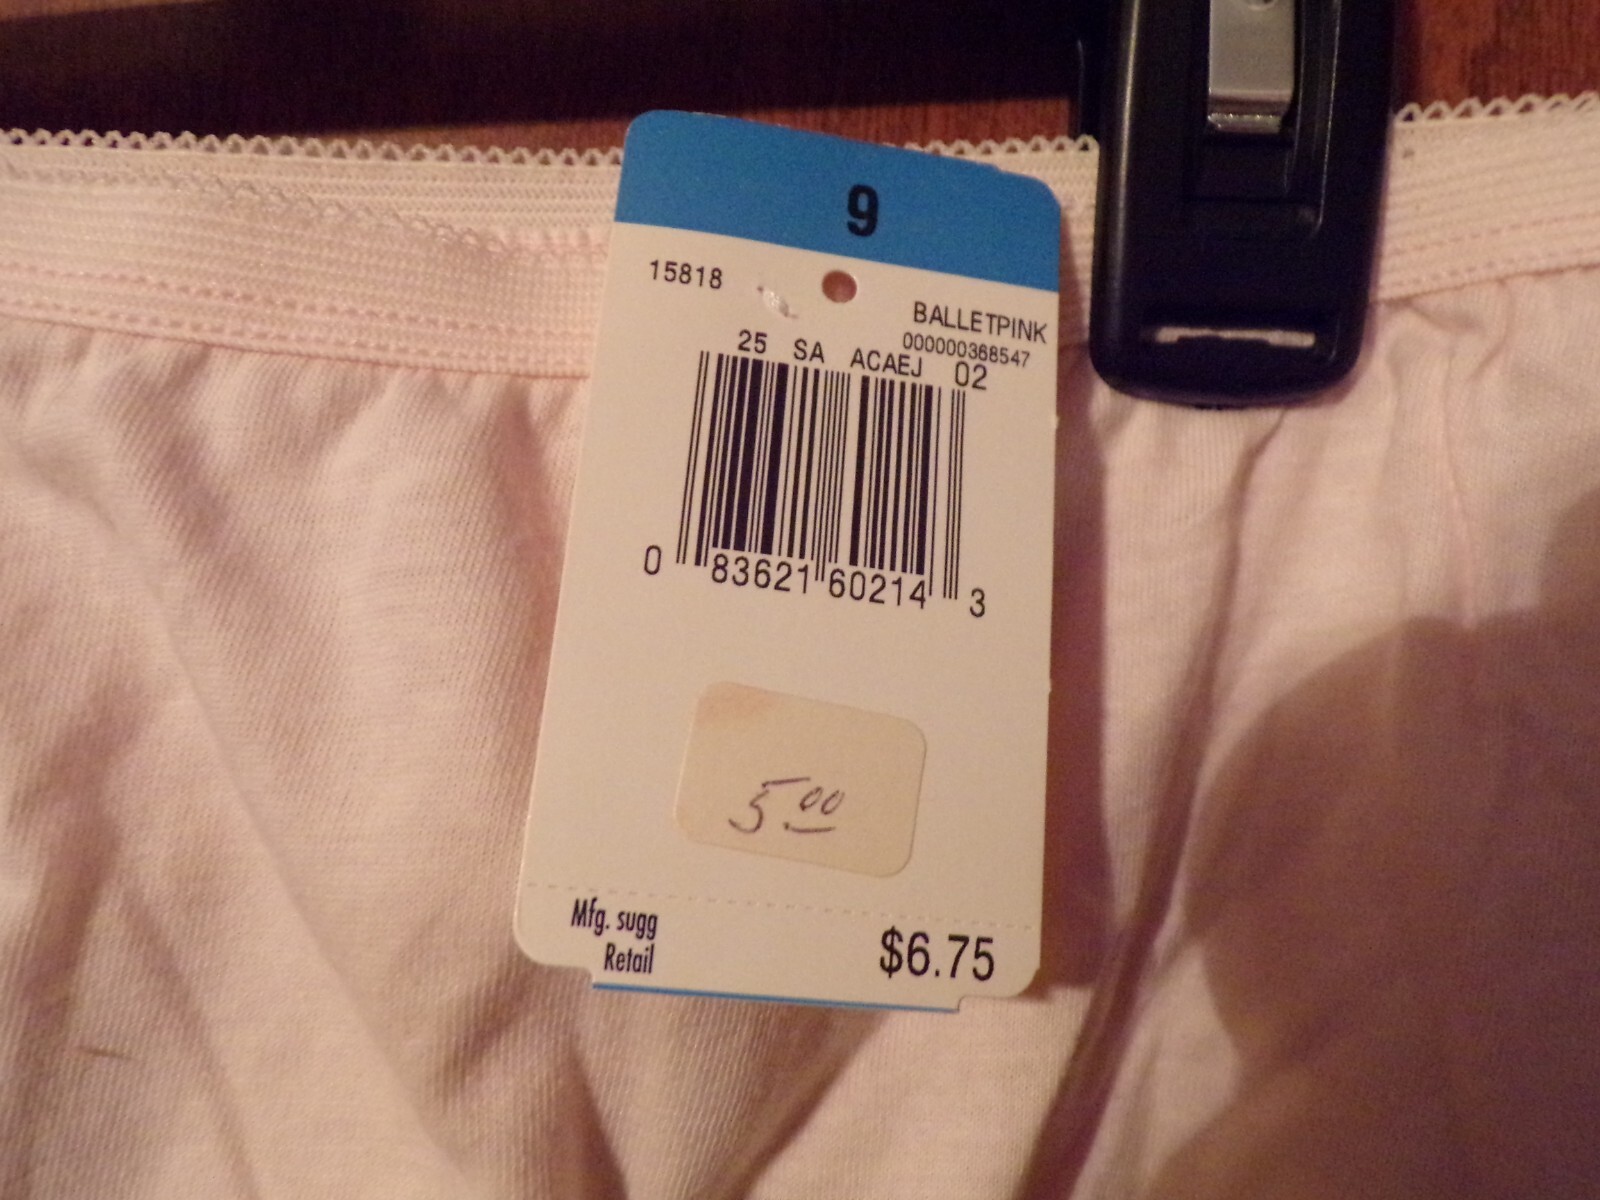 9
15818
BALLETPINK
000000368547
25 SA ACAEJ 02
0 83621 60214 3
5.00
Mfg. sugg
Retail
$6.75